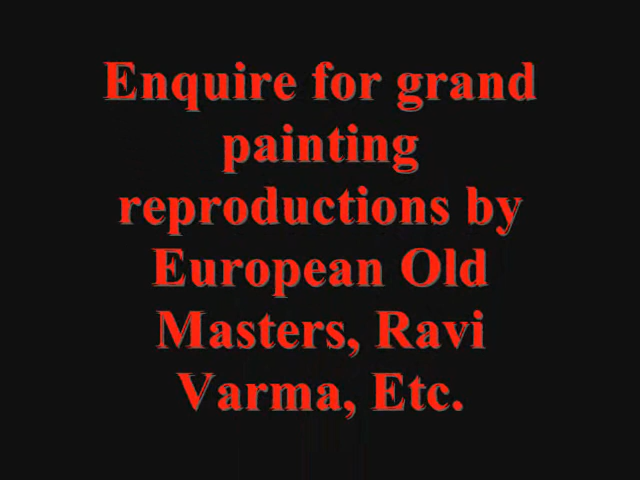 Enquire for grand
painting
reproductions by
European Old
Masters, Ravi
Varma, Etc.